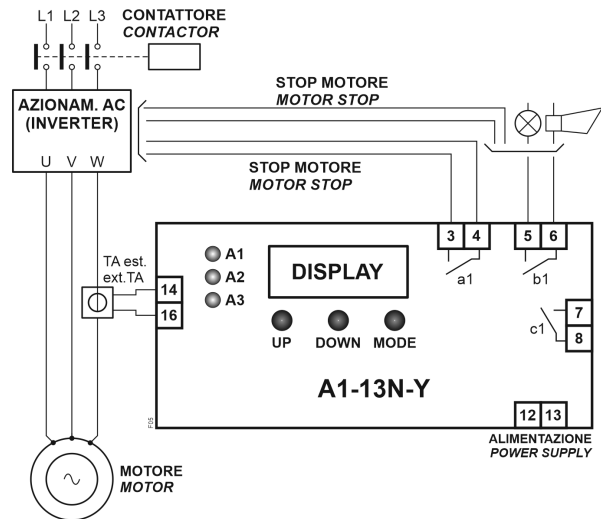 L1 L2 L3
CONTATTORE
CONTACTOR
AZIONAM. AC
(INVERTER)
U V W
STOP MOTORE
MOTOR STOP
STOP MOTORE
MOTOR STOP
3 4 5 6
a1 b1
TA est.
ext.TA
14
16
A1
A2
A3
DISPLAY
UP DOWN MODE
c1
7
8
A1-13N-Y
12 13
F05
ALIMENTAZIONE
POWER SUPPLY
MOTORE
MOTOR